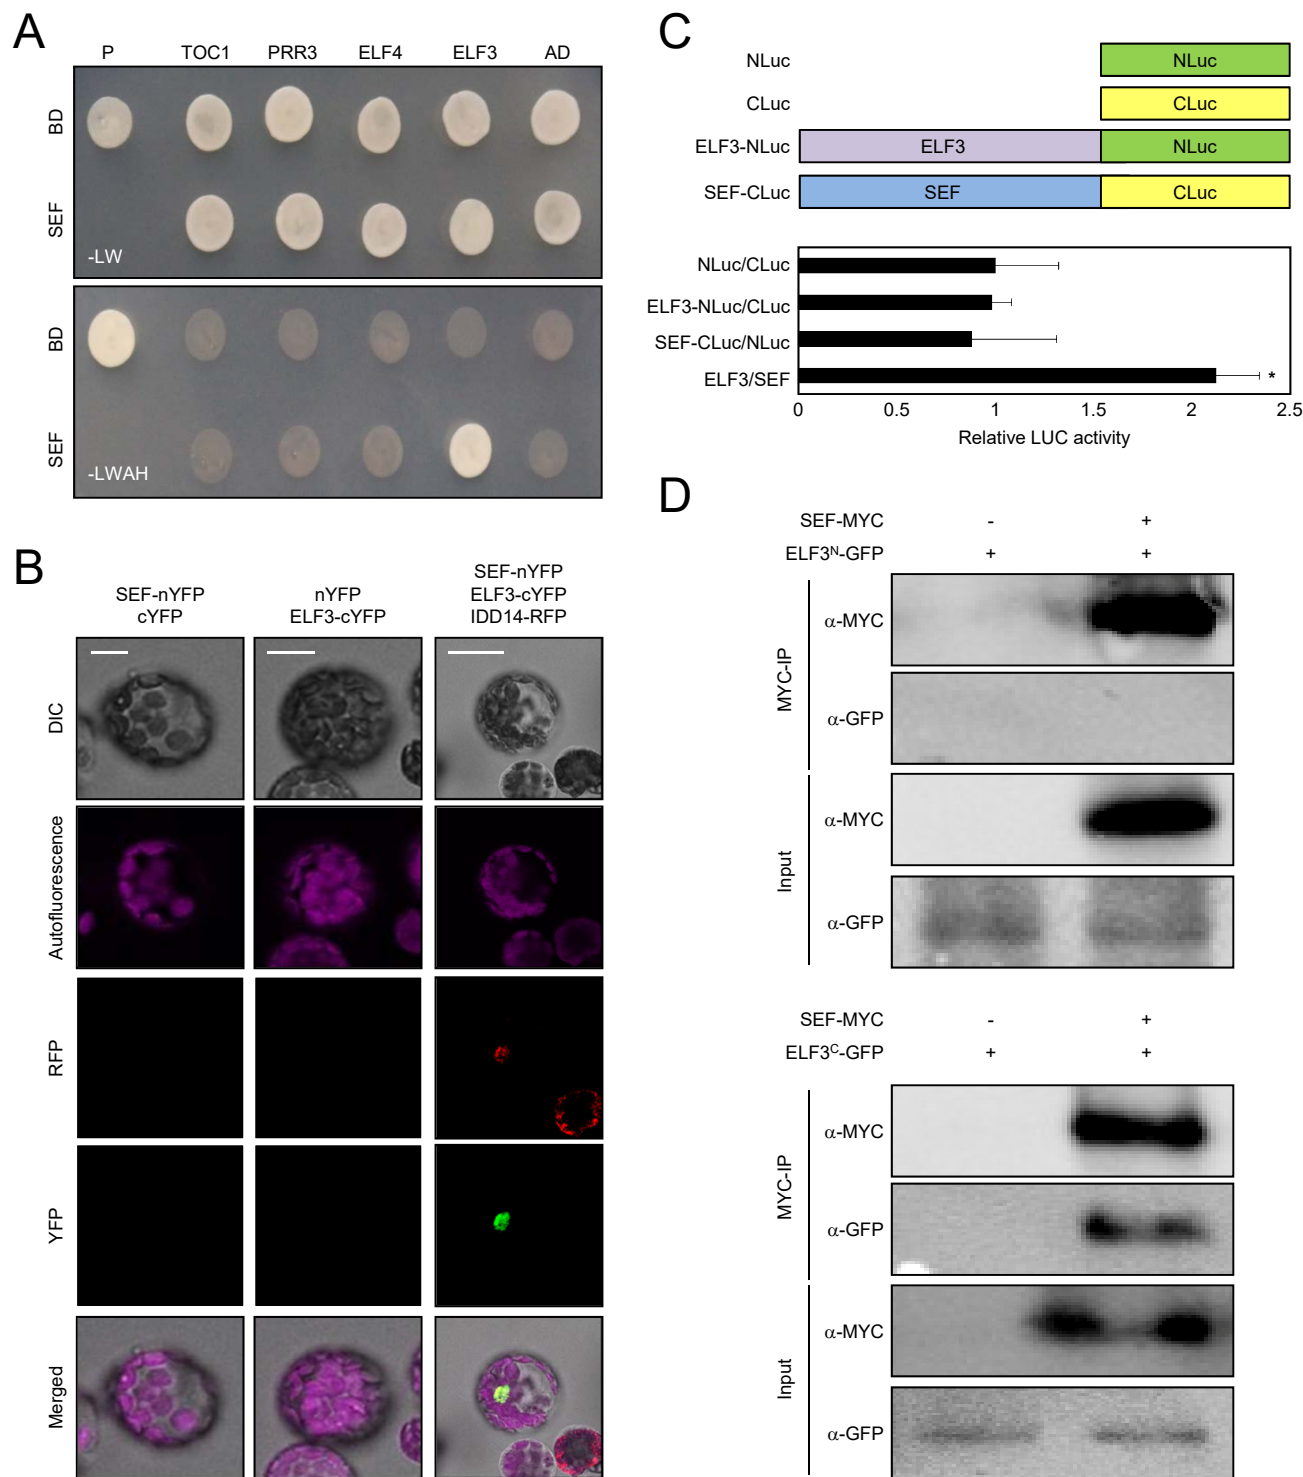 A
P TOC1 PRR3 ELF4 ELF3 AD
BD
SEF
-LW
BD
SEF
-LWAH
B
SEF-nYFP
cYFP
nYFP
ELF3-cYFP
SEF-nYFP
ELF3-cYFP
IDD14-RFP
DIC
Autofluorescence
RFP
YFP
Merged
C
NLuc NLuc
CLuc CLuc
ELF3-NLuc ELF3 NLuc
SEF-CLuc SEF CLuc
NLuc/CLuc
ELF3-NLuc/CLuc
SEF-CLuc/NLuc
ELF3/SEF *
0 0.5 1 1.5 2 2.5
Relative LUC activity
D
SEF-MYC - +
ELF3ᴺ-GFP + +
MYC-IP
α-MYC
α-GFP
Input
α-MYC
α-GFP
SEF-MYC - +
ELF3ᶜ-GFP + +
MYC-IP
α-MYC
α-GFP
Input
α-MYC
α-GFP